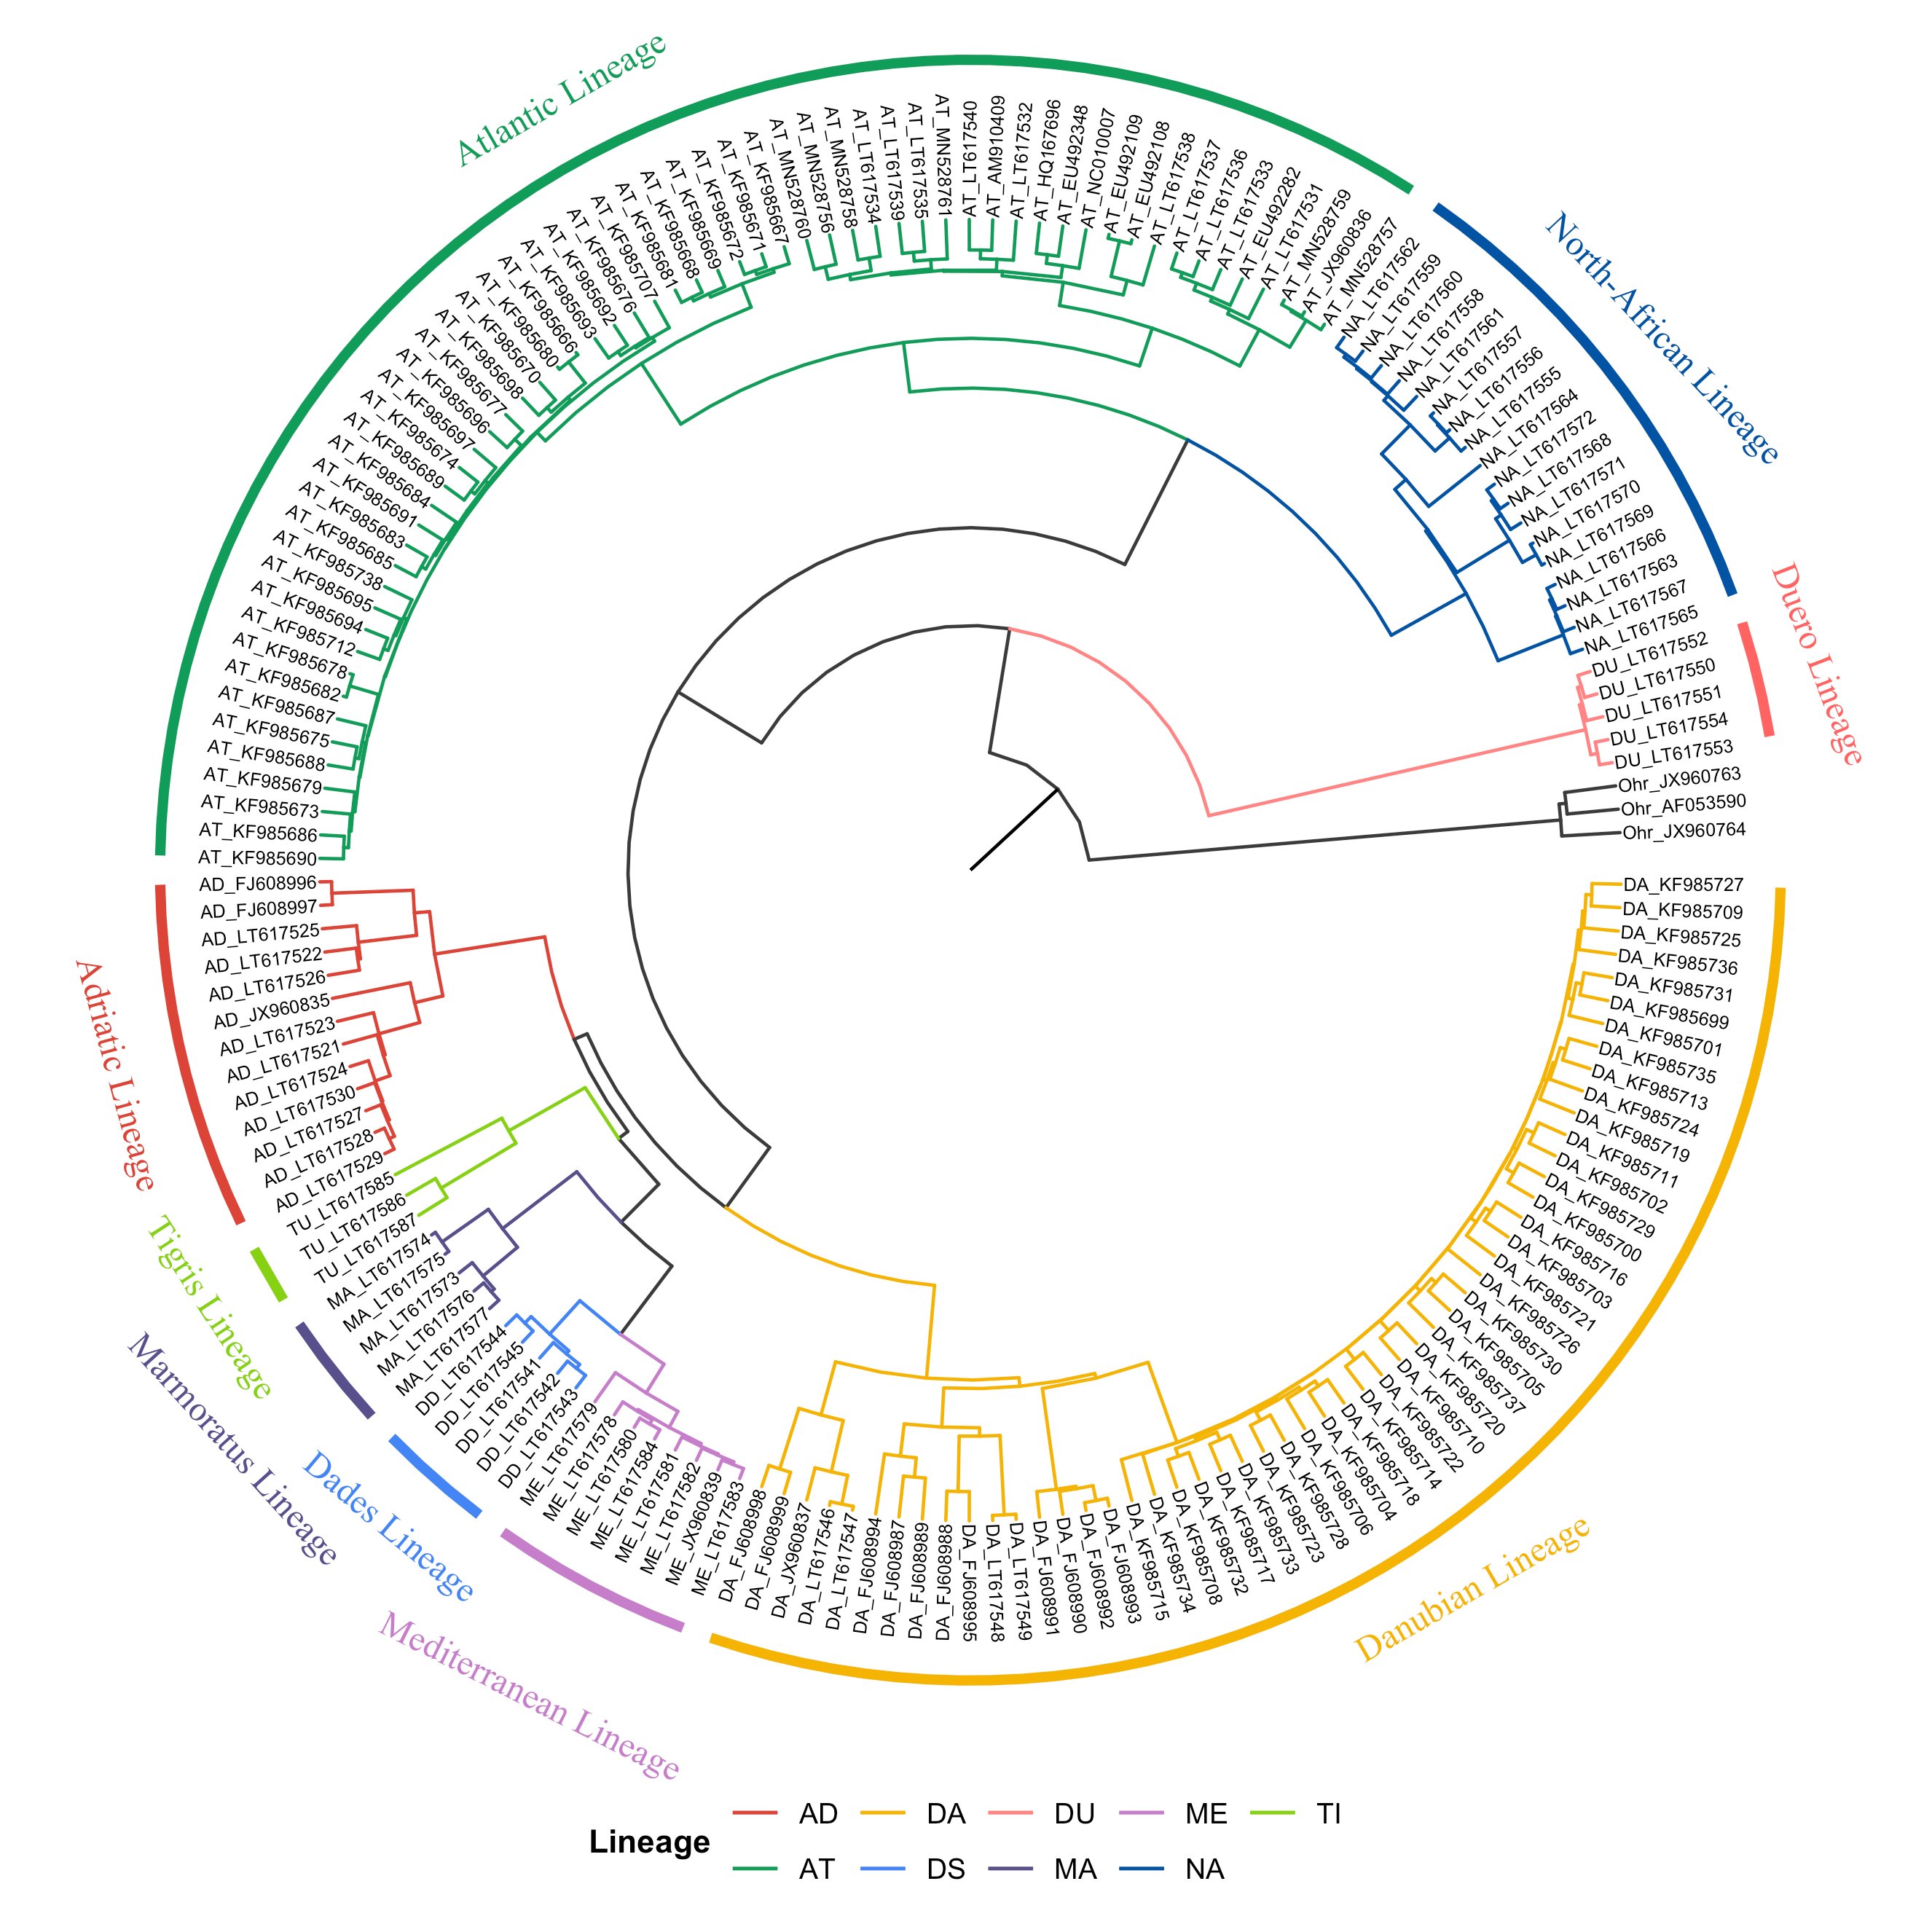 Atlantic Lineage
North-African Lineage
Duero Lineage
Danubian Lineage
Mediterranean Lineage
Dades Lineage
Marmoratus Lineage
Tigris Lineage
Adriatic Lineage
AT_KF985690
AT_KF985686
AT_KF985673
AT_KF985679
AT_KF985688
AT_KF985675
AT_KF985687
AT_KF985682
AT_KF985678
AT_KF985712
AT_KF985694
AT_KF985695
AT_KF985738
AT_KF985685
AT_KF985683
AT_KF985691
AT_KF985684
AT_KF985689
AT_KF985674
AT_KF985697
AT_KF985696
AT_KF985677
AT_KF985698
AT_KF985670
AT_KF985680
AT_KF985666
AT_KF985693
AT_KF985692
AT_KF985676
AT_KF985707
AT_KF985681
AT_KF985668
AT_KF985669
AT_KF985672
AT_KF985671
AT_KF985667
AT_MN528760
AT_MN528756
AT_MN528758
AT_LT617534
AT_LT617539
AT_LT617535
AT_MN528761
AT_LT617540
AT_AM910409
AT_LT617532
AT_HQ167696
AT_EU492348
AT_NC010007
AT_EU492109
AT_EU492108
AT_LT617538
AT_LT617537
AT_LT617536
AT_LT617533
AT_EU492282
AT_LT617531
AT_MN528759
AT_JX960836
AT_MN528757
NA_LT617562
NA_LT617559
NA_LT617560
NA_LT617558
NA_LT617561
NA_LT617557
NA_LT617556
NA_LT617555
NA_LT617564
NA_LT617572
NA_LT617568
NA_LT617571
NA_LT617570
NA_LT617569
NA_LT617566
NA_LT617563
NA_LT617567
NA_LT617565
DU_LT617552
DU_LT617550
DU_LT617551
DU_LT617554
DU_LT617553
Ohr_JX960763
Ohr_AF053590
Ohr_JX960764
DA_KF985727
DA_KF985709
DA_KF985725
DA_KF985736
DA_KF985731
DA_KF985699
DA_KF985701
DA_KF985735
DA_KF985713
DA_KF985724
DA_KF985719
DA_KF985711
DA_KF985702
DA_KF985729
DA_KF985700
DA_KF985716
DA_KF985703
DA_KF985721
DA_KF985726
DA_KF985730
DA_KF985705
DA_KF985737
DA_KF985720
DA_KF985710
DA_KF985722
DA_KF985714
DA_KF985718
DA_KF985704
DA_KF985706
DA_KF985728
DA_KF985723
DA_KF985733
DA_KF985717
DA_KF985732
DA_KF985708
DA_KF985734
DA_KF985715
DA_FJ608993
DA_FJ608992
DA_FJ608990
DA_FJ608991
DA_LT617549
DA_LT617548
DA_FJ608995
DA_FJ608988
DA_FJ608989
DA_FJ608987
DA_FJ608994
DA_LT617547
DA_LT617546
DA_JX960837
DA_FJ608999
DA_FJ608998
ME_LT617583
ME_JX960839
ME_LT617582
ME_LT617581
ME_LT617584
ME_LT617580
ME_LT617578
ME_LT617579
DD_LT617543
DD_LT617542
DD_LT617541
DD_LT617545
DD_LT617544
MA_LT617577
MA_LT617576
MA_LT617573
MA_LT617575
MA_LT617574
TU_LT617587
TU_LT617586
TU_LT617585
AD_LT617529
AD_LT617528
AD_LT617527
AD_LT617530
AD_LT617524
AD_LT617521
AD_LT617523
AD_JX960835
AD_LT617526
AD_LT617522
AD_LT617525
AD_FJ608997
AD_FJ608996
Lineage
AD DA DU ME TI
AT DS MA NA